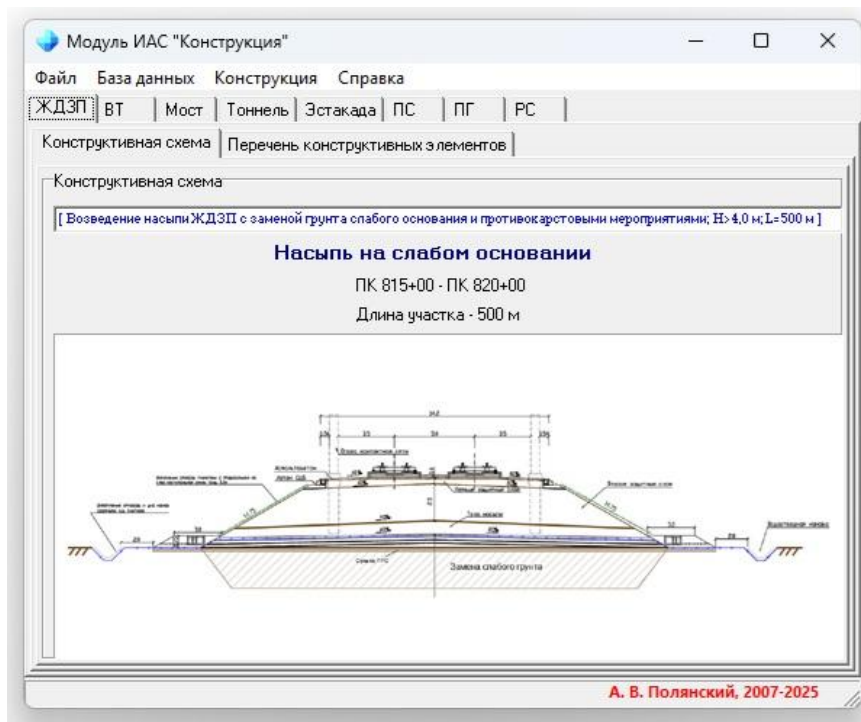 Модуль ИАС "Конструкция"
Файл База данных Конструкция Справка
ЖДЗП ВТ Мост Тоннель Эстакада ПС ПГ РС
Конструктивная схема Перечень конструктивных элементов
Конструктивная схема
[ Возведение насыпи ЖДЗП с заменой грунта слабого основания и противокарстовыми мероприятиями; H>4,0 м; L=500 м ]
Насыпь на слабом основании
ПК 815+00 - ПК 820+00
Длина участка - 500 м
Тело насыпи
Замена слабого грунта
А. В. Полянский, 2007-2025